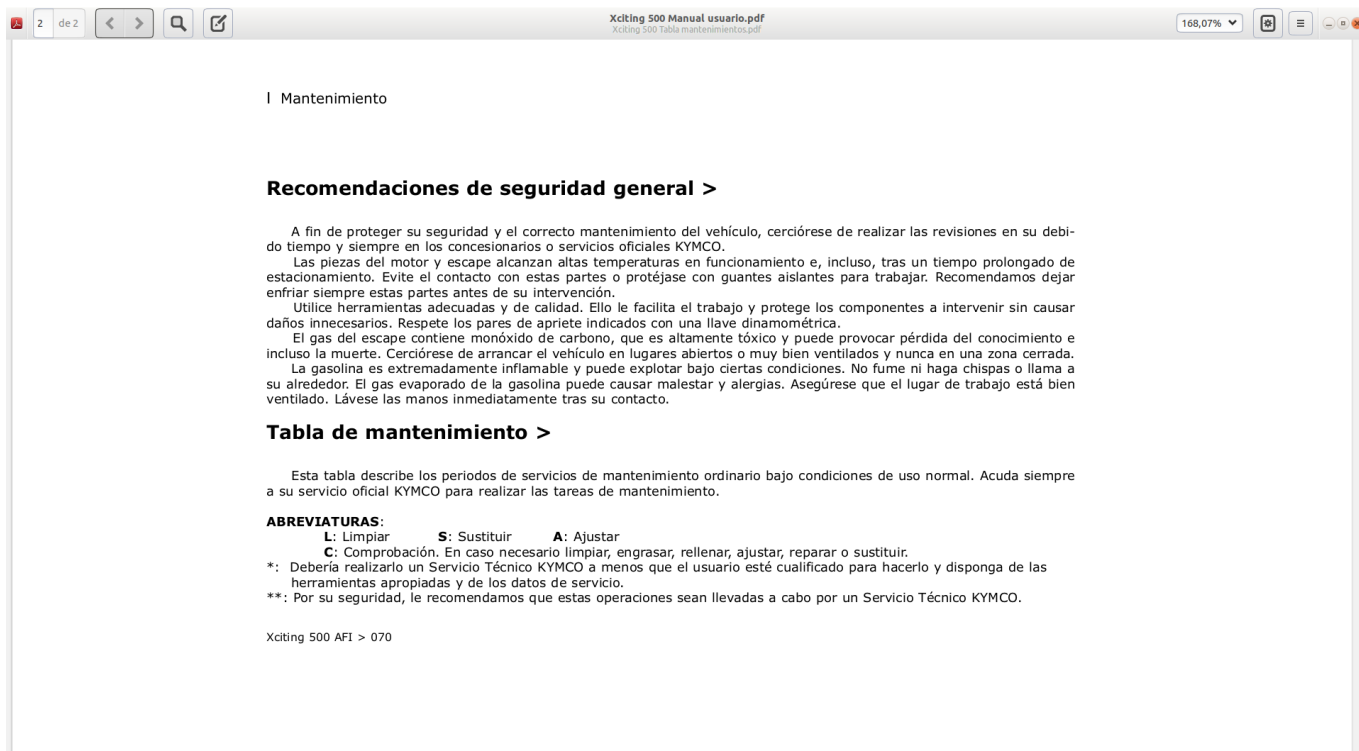 2 de 2
Xciting 500 Manual usuario.pdf
Xciting 500 Tabla mantenimientos.pdf
168,07%
| Mantenimiento
Recomendaciones de seguridad general >
A fin de proteger su seguridad y el correcto mantenimiento del vehículo, cerciórese de realizar las revisiones en su debi-
do tiempo y siempre en los concesionarios o servicios oficiales KYMCO.
Las piezas del motor y escape alcanzan altas temperaturas en funcionamiento e, incluso, tras un tiempo prolongado de
estacionamiento. Evite el contacto con estas partes o protéjase con guantes aislantes para trabajar. Recomendamos dejar
enfriar siempre estas partes antes de su intervención.
Utilice herramientas adecuadas y de calidad. Ello le facilita el trabajo y protege los componentes a intervenir sin causar
daños innecesarios. Respete los pares de apriete indicados con una llave dinamométrica.
El gas del escape contiene monóxido de carbono, que es altamente tóxico y puede provocar pérdida del conocimiento e
incluso la muerte. Cerciórese de arrancar el vehículo en lugares abiertos o muy bien ventilados y nunca en una zona cerrada.
La gasolina es extremadamente inflamable y puede explotar bajo ciertas condiciones. No fume ni haga chispas o llama a
su alrededor. El gas evaporado de la gasolina puede causar malestar y alergias. Asegúrese que el lugar de trabajo está bien
ventilado. Lávese las manos inmediatamente tras su contacto.
Tabla de mantenimiento >
Esta tabla describe los periodos de servicios de mantenimiento ordinario bajo condiciones de uso normal. Acuda siempre
a su servicio oficial KYMCO para realizar las tareas de mantenimiento.
ABREVIATURAS:
L: Limpiar S: Sustituir A: Ajustar
C: Comprobación. En caso necesario limpiar, engrasar, rellenar, ajustar, reparar o sustituir.
*: Debería realizarlo un Servicio Técnico KYMCO a menos que el usuario esté cualificado para hacerlo y disponga de las
herramientas apropiadas y de los datos de servicio.
**: Por su seguridad, le recomendamos que estas operaciones sean llevadas a cabo por un Servicio Técnico KYMCO.
Xciting 500 AFI > 070